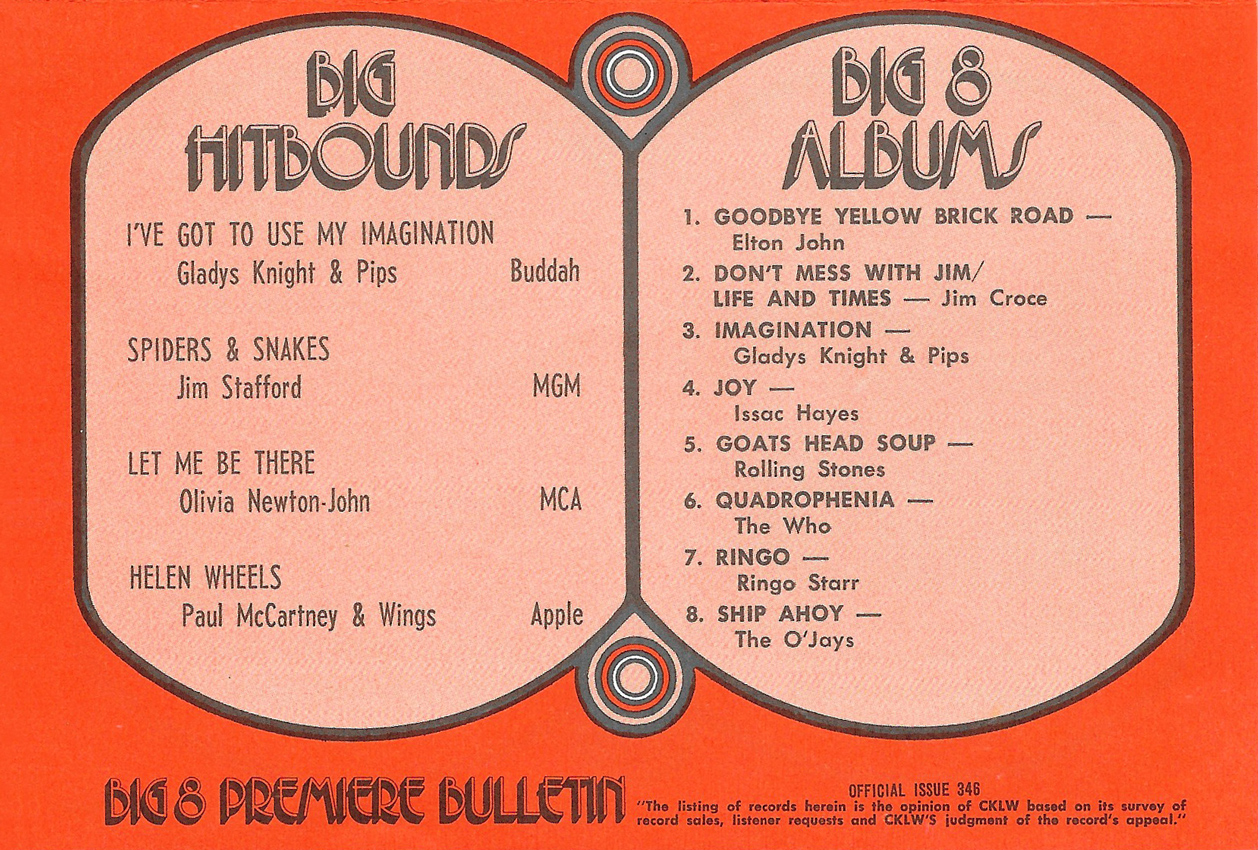 BIG
HITBOUNDS
I'VE GOT TO USE MY IMAGINATION
Gladys Knight & Pips Buddah
SPIDERS & SNAKES
Jim Stafford MGM
LET ME BE THERE
Olivia Newton-John MCA
HELEN WHEELS
Paul McCartney & Wings Apple
BIG 8
ALBUMS
1. GOODBYE YELLOW BRICK ROAD —
Elton John
2. DON'T MESS WITH JIM/
LIFE AND TIMES — Jim Croce
3. IMAGINATION —
Gladys Knight & Pips
4. JOY —
Issac Hayes
5. GOATS HEAD SOUP —
Rolling Stones
6. QUADROPHENIA —
The Who
7. RINGO —
Ringo Starr
8. SHIP AHOY —
The O'Jays
BIG 8 PREMIERE BULLETIN
OFFICIAL ISSUE 346
"The listing of records herein is the opinion of CKLW based on its survey of
record sales, listener requests and CKLW'S judgment of the record's appeal."